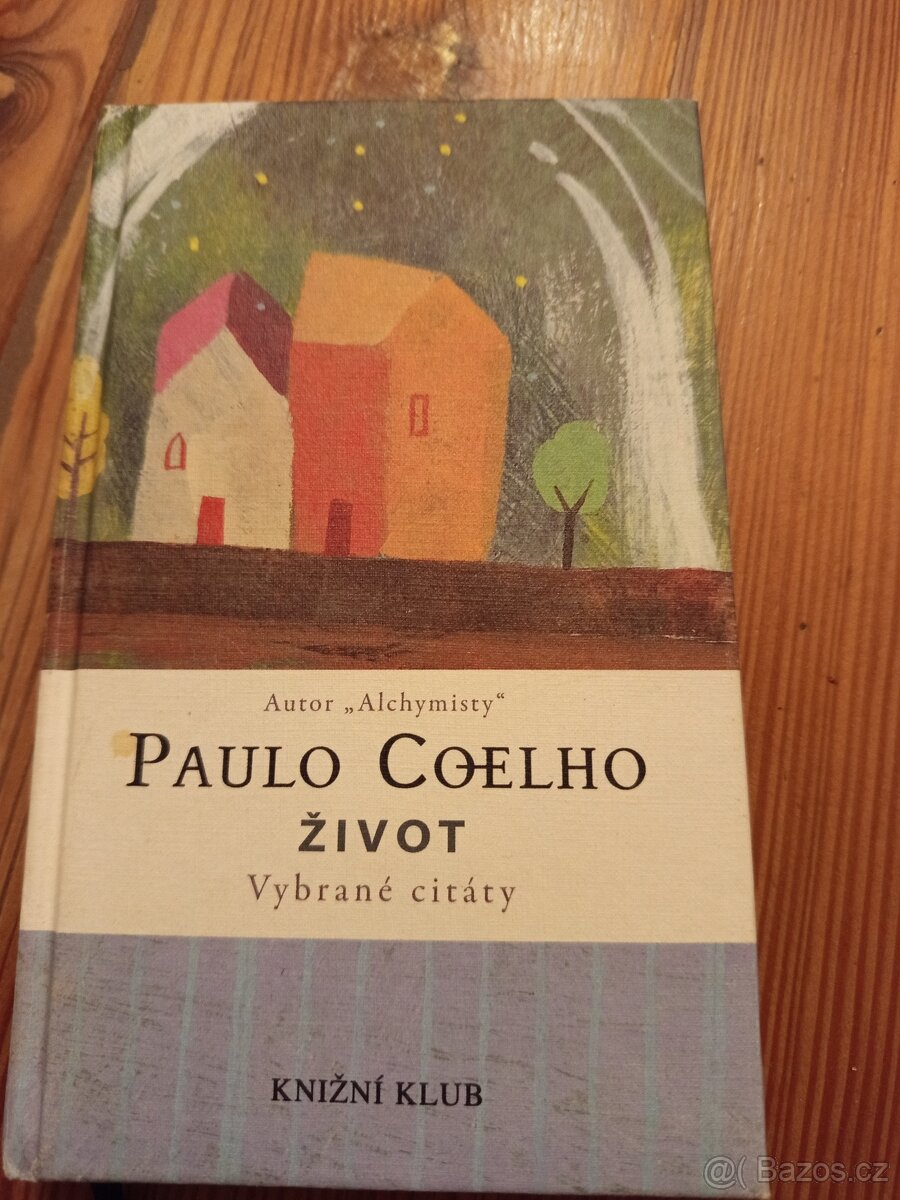 Autor „Alchymisty“
PAULO COELHO
ŽIVOT
Vybrané citáty
KNIŽNÍ KLUB
@( Bazos.cz